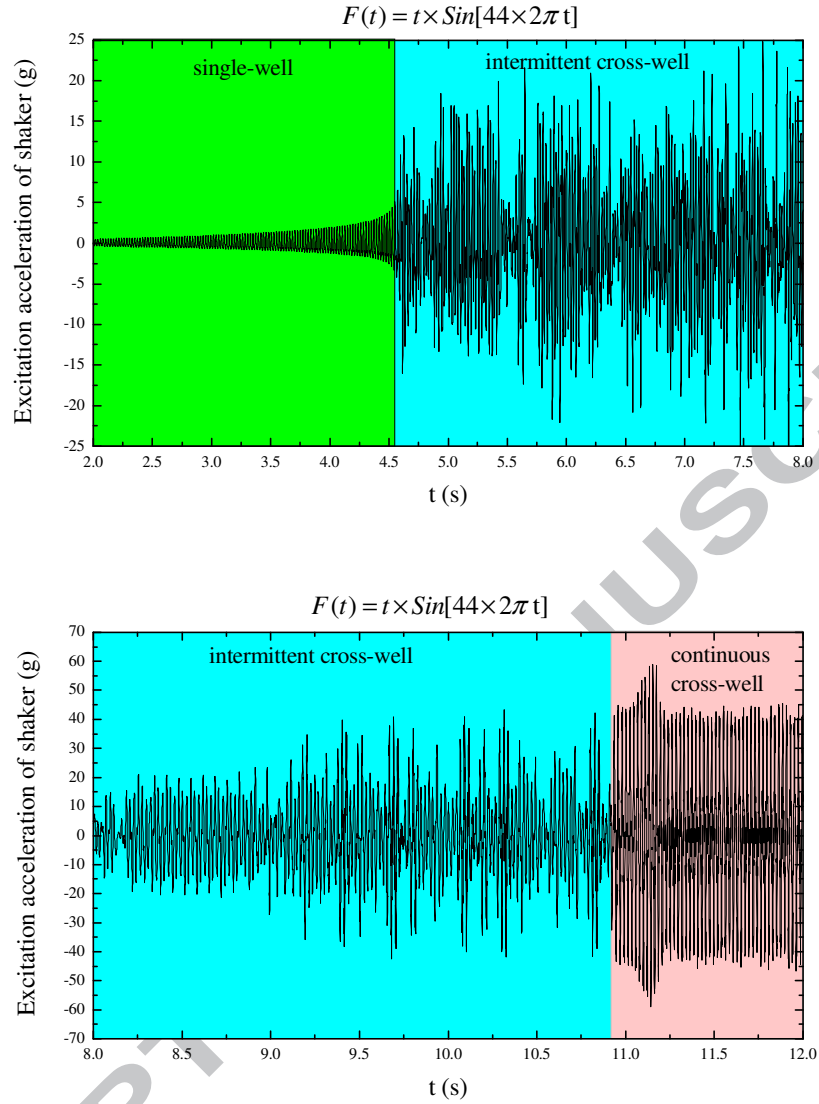 F(t) = t × Sin[44 × 2π t]
single-well
intermittent cross-well
Excitation acceleration of shaker (g)
25
20
15
10
5
0
-5
-10
-15
-20
-25
2.0 2.5 3.0 3.5 4.0 4.5 5.0 5.5 6.0 6.5 7.0 7.5 8.0
t (s)
F(t) = t × Sin[44 × 2π t]
intermittent cross-well
continuous
cross-well
Excitation acceleration of shaker (g)
70
60
50
40
30
20
10
0
-10
-20
-30
-40
-50
-60
-70
8.0 8.5 9.0 9.5 10.0 10.5 11.0 11.5 12.0
t (s)